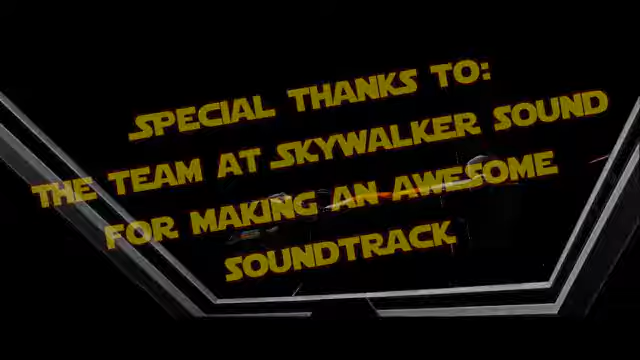 SPECIAL THANKS TO:
THE TEAM AT SKYWALKER SOUND
FOR MAKING AN AWESOME
SOUNDTRACK